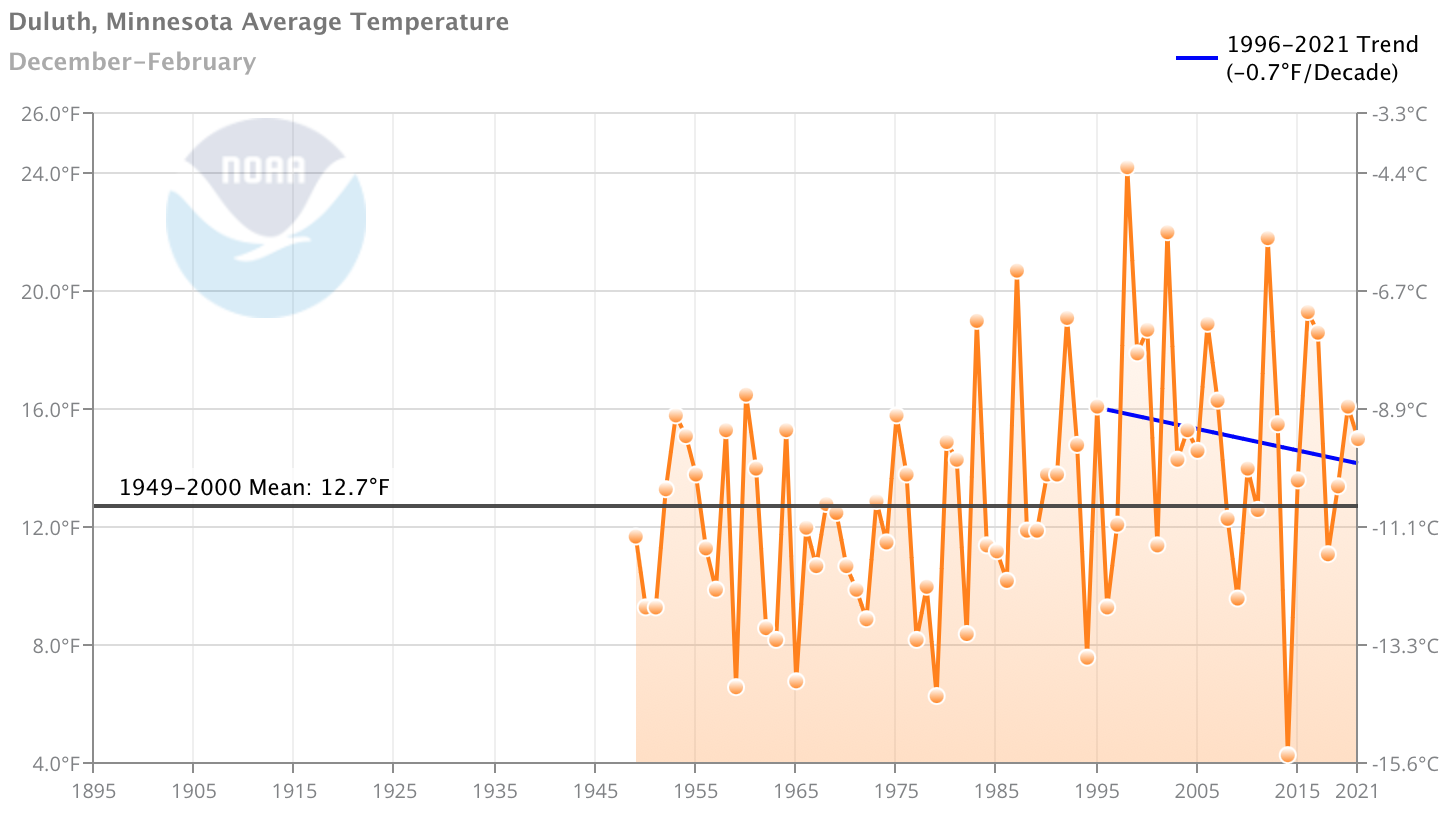 Duluth, Minnesota Average Temperature
December–February
1996–2021 Trend
(-0.7°F/Decade)
26.0°F
-3.3°C
NOAA
24.0°F
-4.4°C
20.0°F
-6.7°C
16.0°F
-8.9°C
1949–2000 Mean: 12.7°F
12.0°F
-11.1°C
8.0°F
-13.3°C
4.0°F
-15.6°C
1895 1905 1915 1925 1935 1945 1955 1965 1975 1985 1995 2005 2015 2021